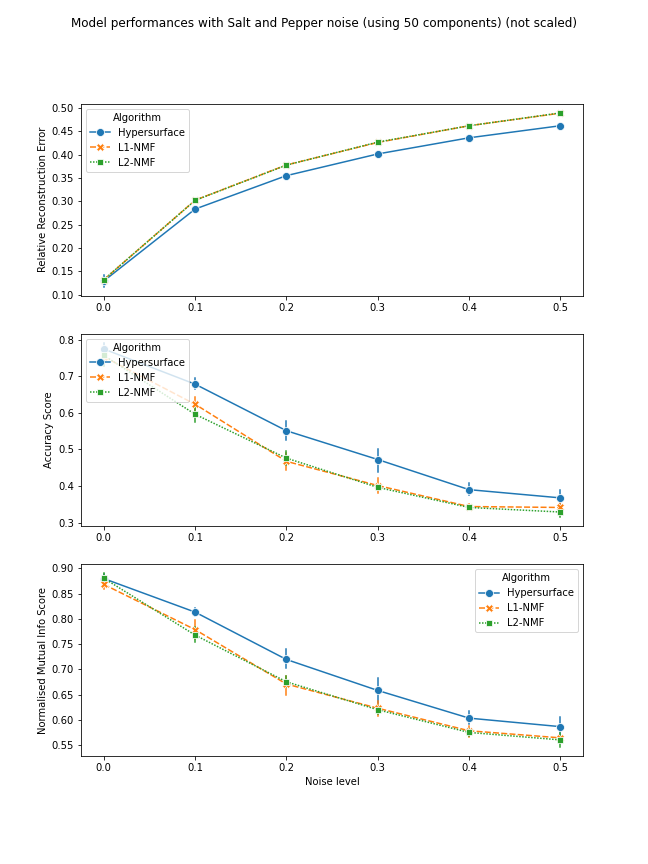 Model performances with Salt and Pepper noise (using 50 components) (not scaled)
Relative Reconstruction Error
0.50
0.45
0.40
0.35
0.30
0.25
0.20
0.15
0.10
Algorithm
Hypersurface
L1-NMF
L2-NMF
0.0 0.1 0.2 0.3 0.4 0.5
Accuracy Score
0.8
0.7
0.6
0.5
0.4
0.3
Algorithm
Hypersurface
L1-NMF
L2-NMF
0.0 0.1 0.2 0.3 0.4 0.5
Normalised Mutual Info Score
0.90
0.85
0.80
0.75
0.70
0.65
0.60
0.55
Algorithm
Hypersurface
L1-NMF
L2-NMF
0.0 0.1 0.2 0.3 0.4 0.5
Noise level